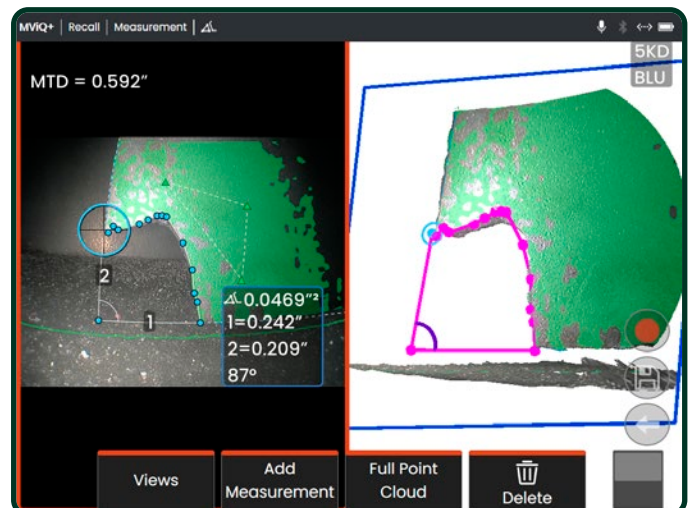 MViQ+ | Recall | Measurement |
5KD
BLU
MTD = 0.592"
2
1
0.0469"²
1=0.242"
2=0.209"
87°
Views
Add
Measurement
Full Point
Cloud
Delete